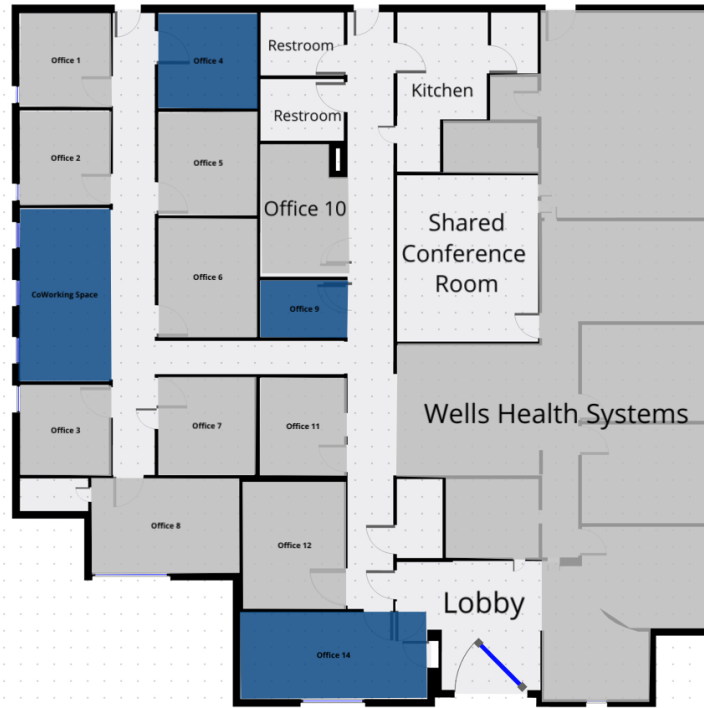 Office 1
Office 4
Restroom
Kitchen
Restroom
Office 2
Office 5
Office 10
Shared
Conference
Room
CoWorking Space
Office 6
Office 9
Office 3
Office 7
Office 11
Wells Health Systems
Office 8
Office 12
Lobby
Office 14